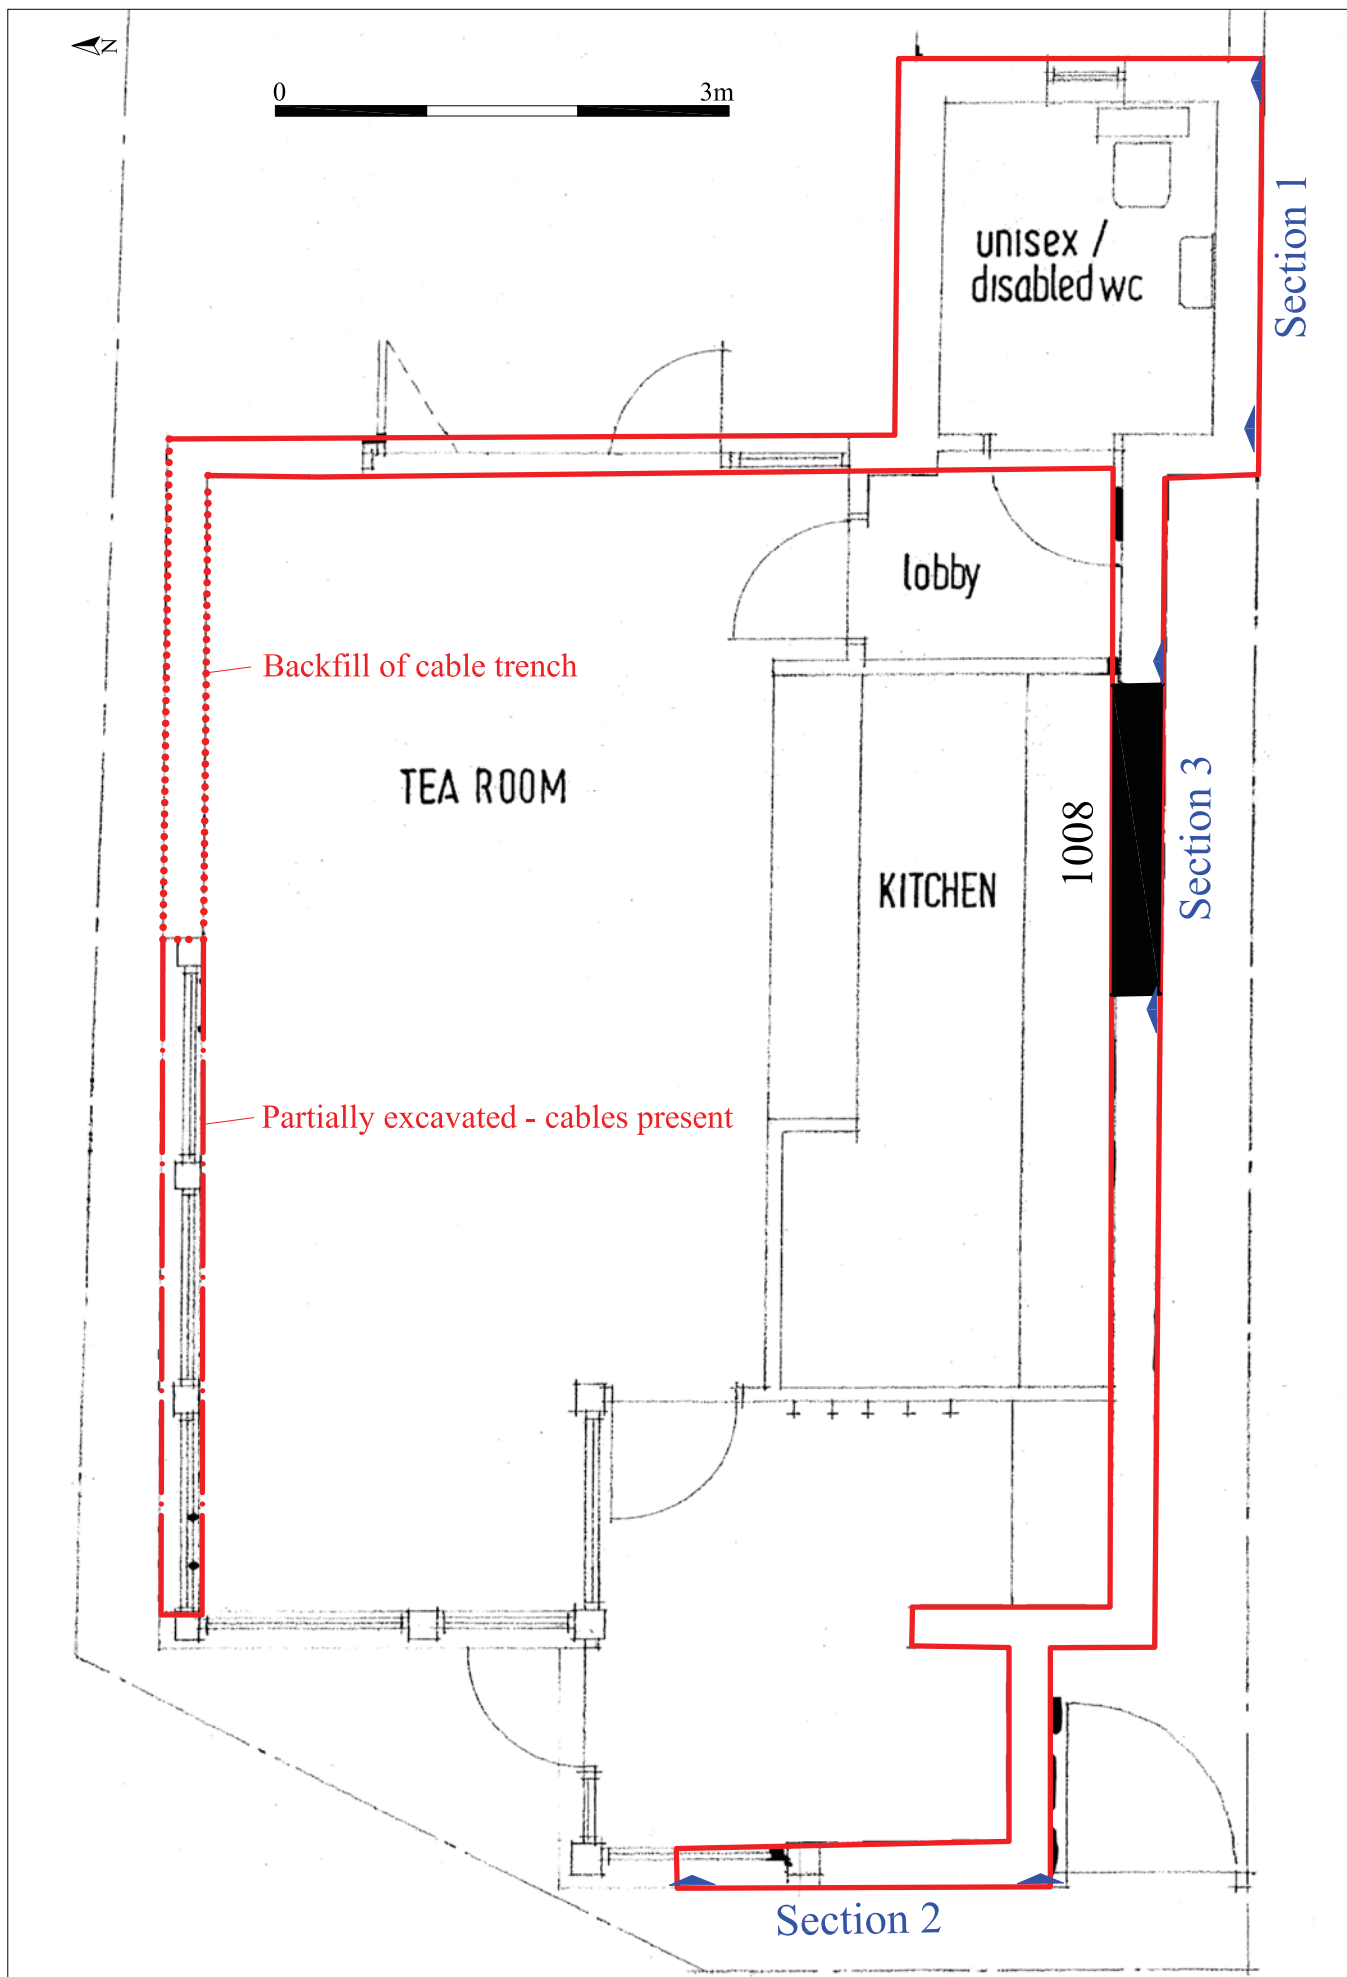 N
0 3m
Section 1
unisex /
disabled wc
lobby
Backfill of cable trench
TEA ROOM
1008
Section 3
KITCHEN
Partially excavated - cables present
Section 2